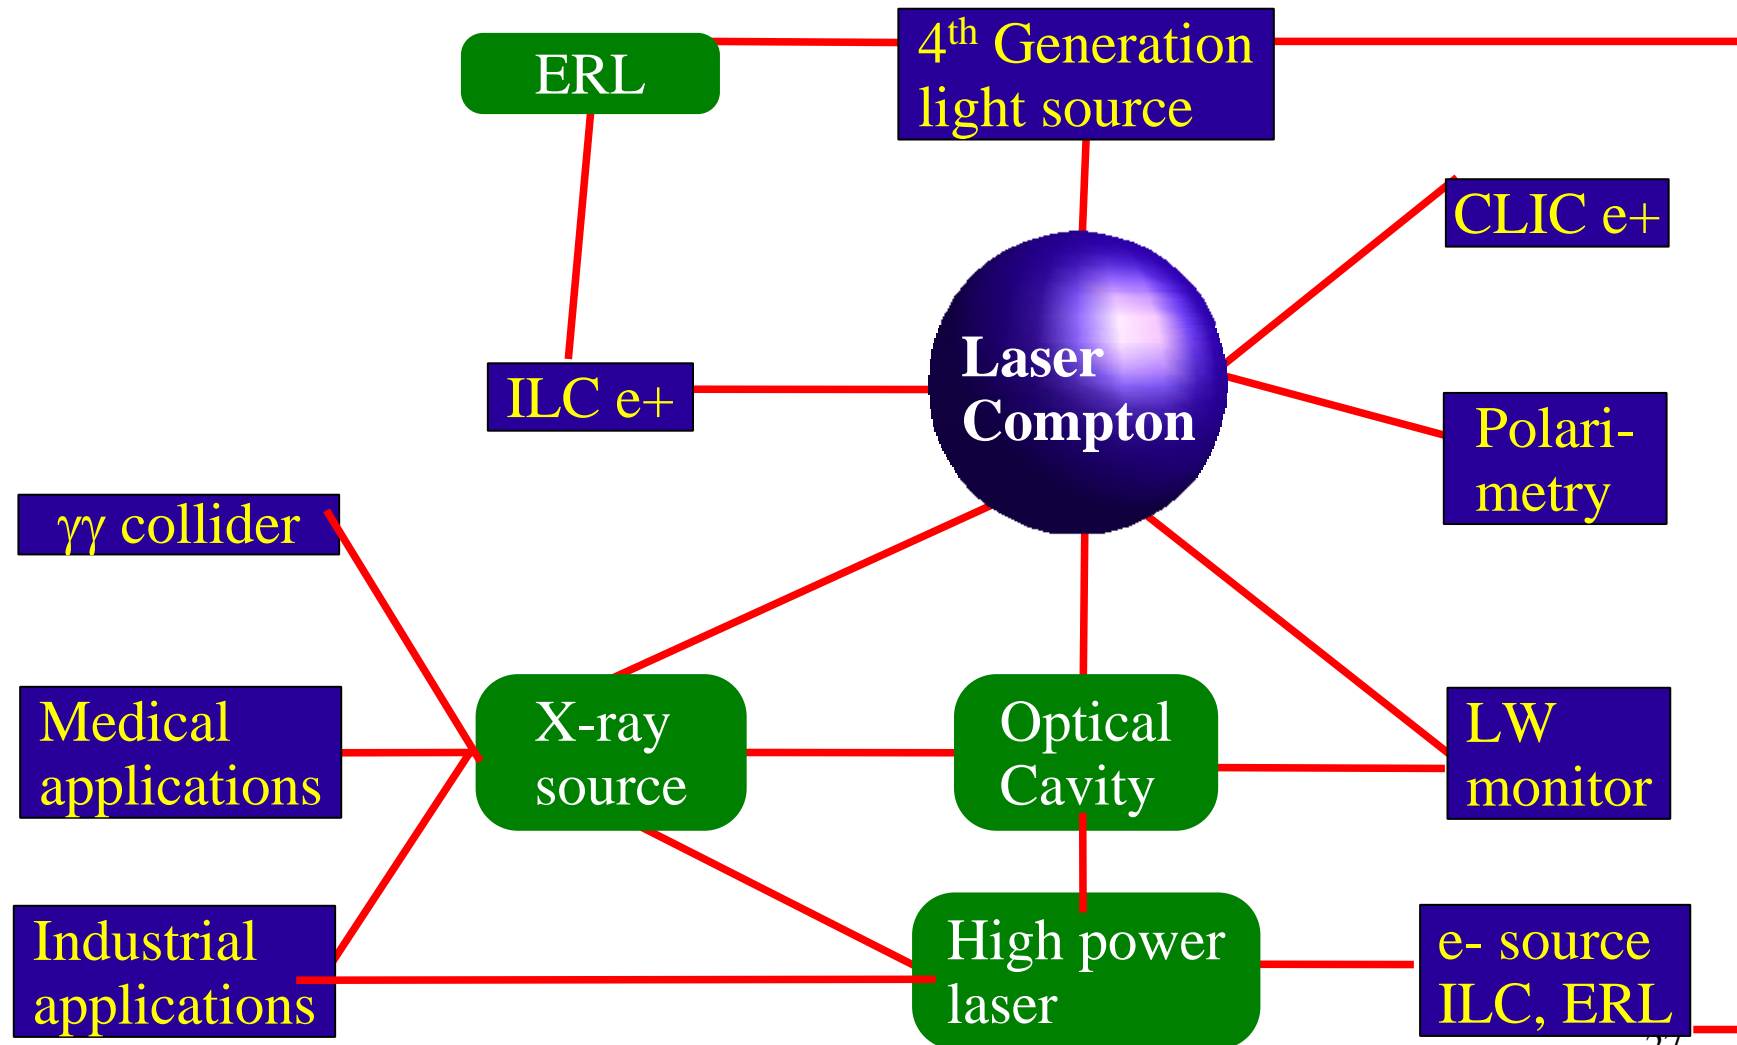 ERL
4th Generation
light source
CLIC e+
Laser
Compton
ILC e+
Polari-
metry
γγ collider
Medical
applications
X-ray
source
Optical
Cavity
LW
monitor
Industrial
applications
High power
laser
e- source
ILC, ERL